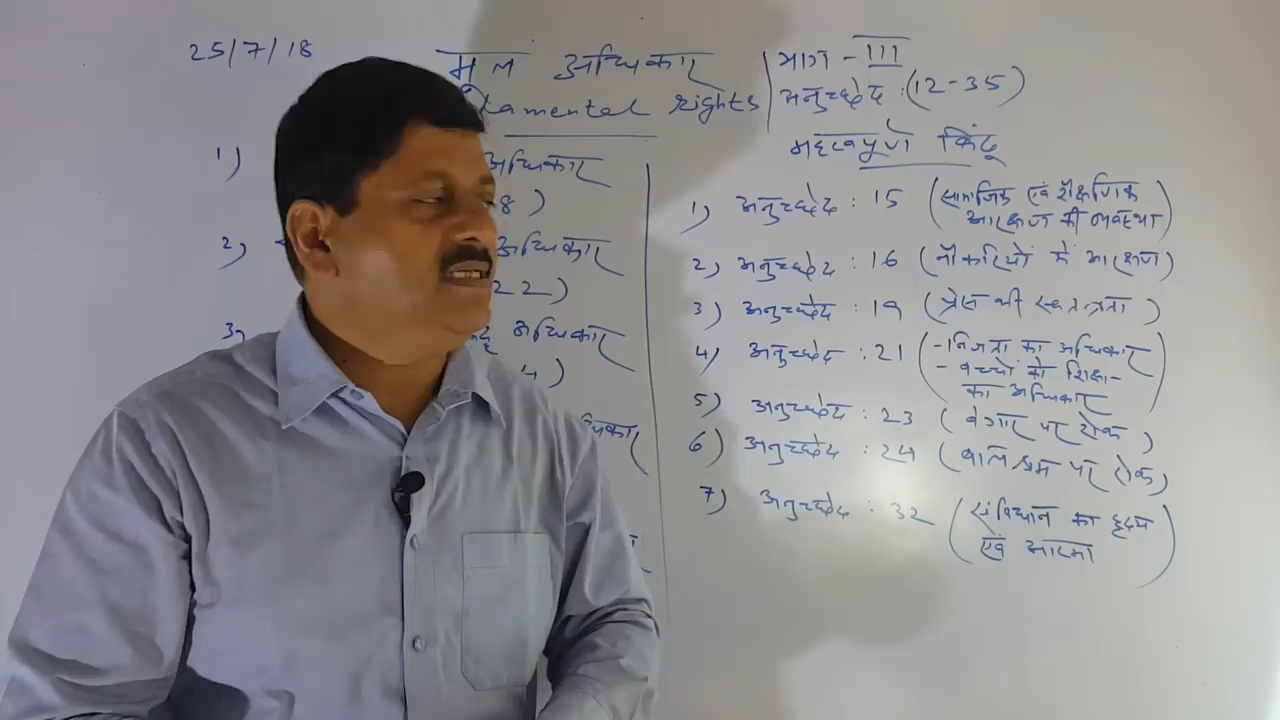 25/7/18
मूल अधिकार
amental rights
भाग - III
अनुच्छेद : (12-35)
1)
अधिकार
8)
2)
अधिकार
22)
3)
द्ध अधिकार
4)
धिकार
महत्वपूर्ण बिंदू
1) अनुच्छेद : 15 (सामाजिक एवं शैक्षणिक
आरक्षण की व्यवस्था)
2) अनुच्छेद : 16 (नौकरियों में आरक्षण)
3) अनुच्छेद : 19 (प्रेस की स्वतन्त्रता)
4) अनुच्छेद : 21 (- निजता का अधिकार
- बच्चों को शिक्षा-
का अधिकार)
5) अनुच्छेद : 23 (बेगार पर रोक)
6) अनुच्छेद : 24 (बाल श्रम पर रोक)
7) अनुच्छेद : 32 (संविधान का हृदय
एवं आत्मा)